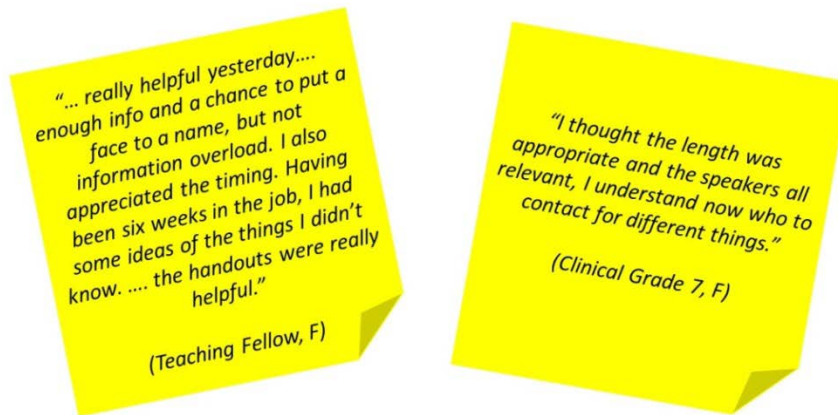 “... really helpful yesterday....
enough info and a chance to put a
face to a name, but not
information overload. I also
appreciated the timing. Having
been six weeks in the job, I had
some ideas of the things I didn’t
know. .... the handouts were really
helpful.”
(Teaching Fellow, F)
“I thought the length was
appropriate and the speakers all
relevant, I understand now who to
contact for different things.”
(Clinical Grade 7, F)